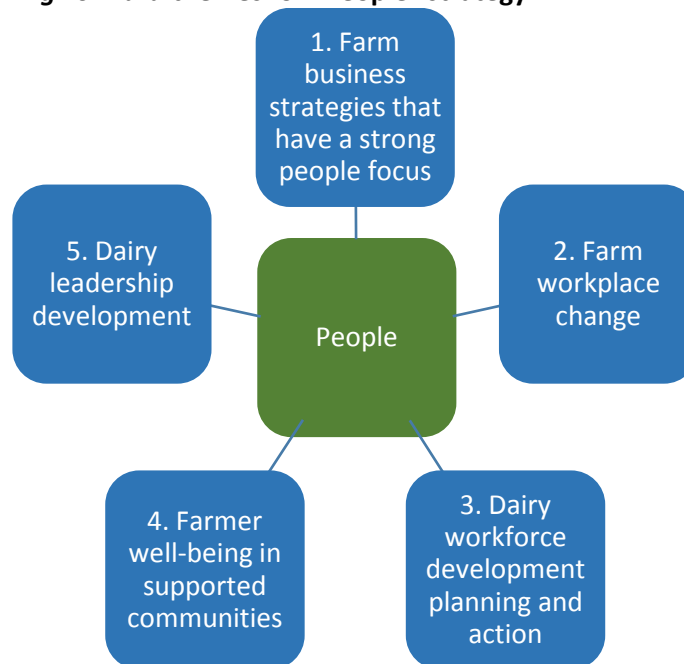 1. Farm
business
strategies that
have a strong
people focus
5. Dairy
leadership
development
2. Farm
workplace
change
People
4. Farmer
well-being in
supported
communities
3. Dairy
workforce
development
planning and
action